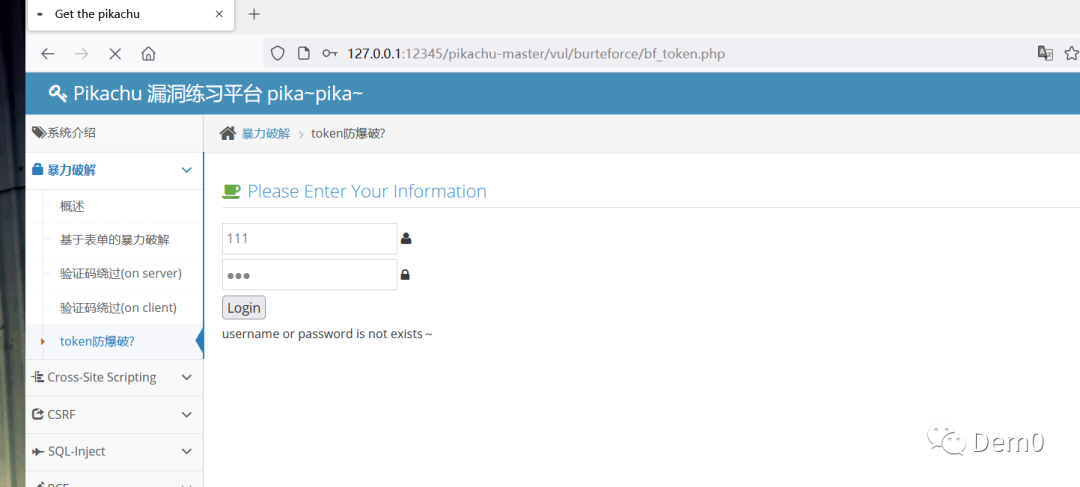 Get the pikachu
127.0.0.1:12345/pikachu-master/vul/burteforce/bf_token.php
Pikachu 漏洞练习平台 pika~pika~
系统介绍
暴力破解 > token防爆破?
暴力破解
概述
基于表单的暴力破解
验证码绕过(on server)
验证码绕过(on client)
token防爆破?
Cross-Site Scripting
CSRF
SQL-Inject
RCE
Please Enter Your Information
111
Login
username or password is not exists~
Dem0